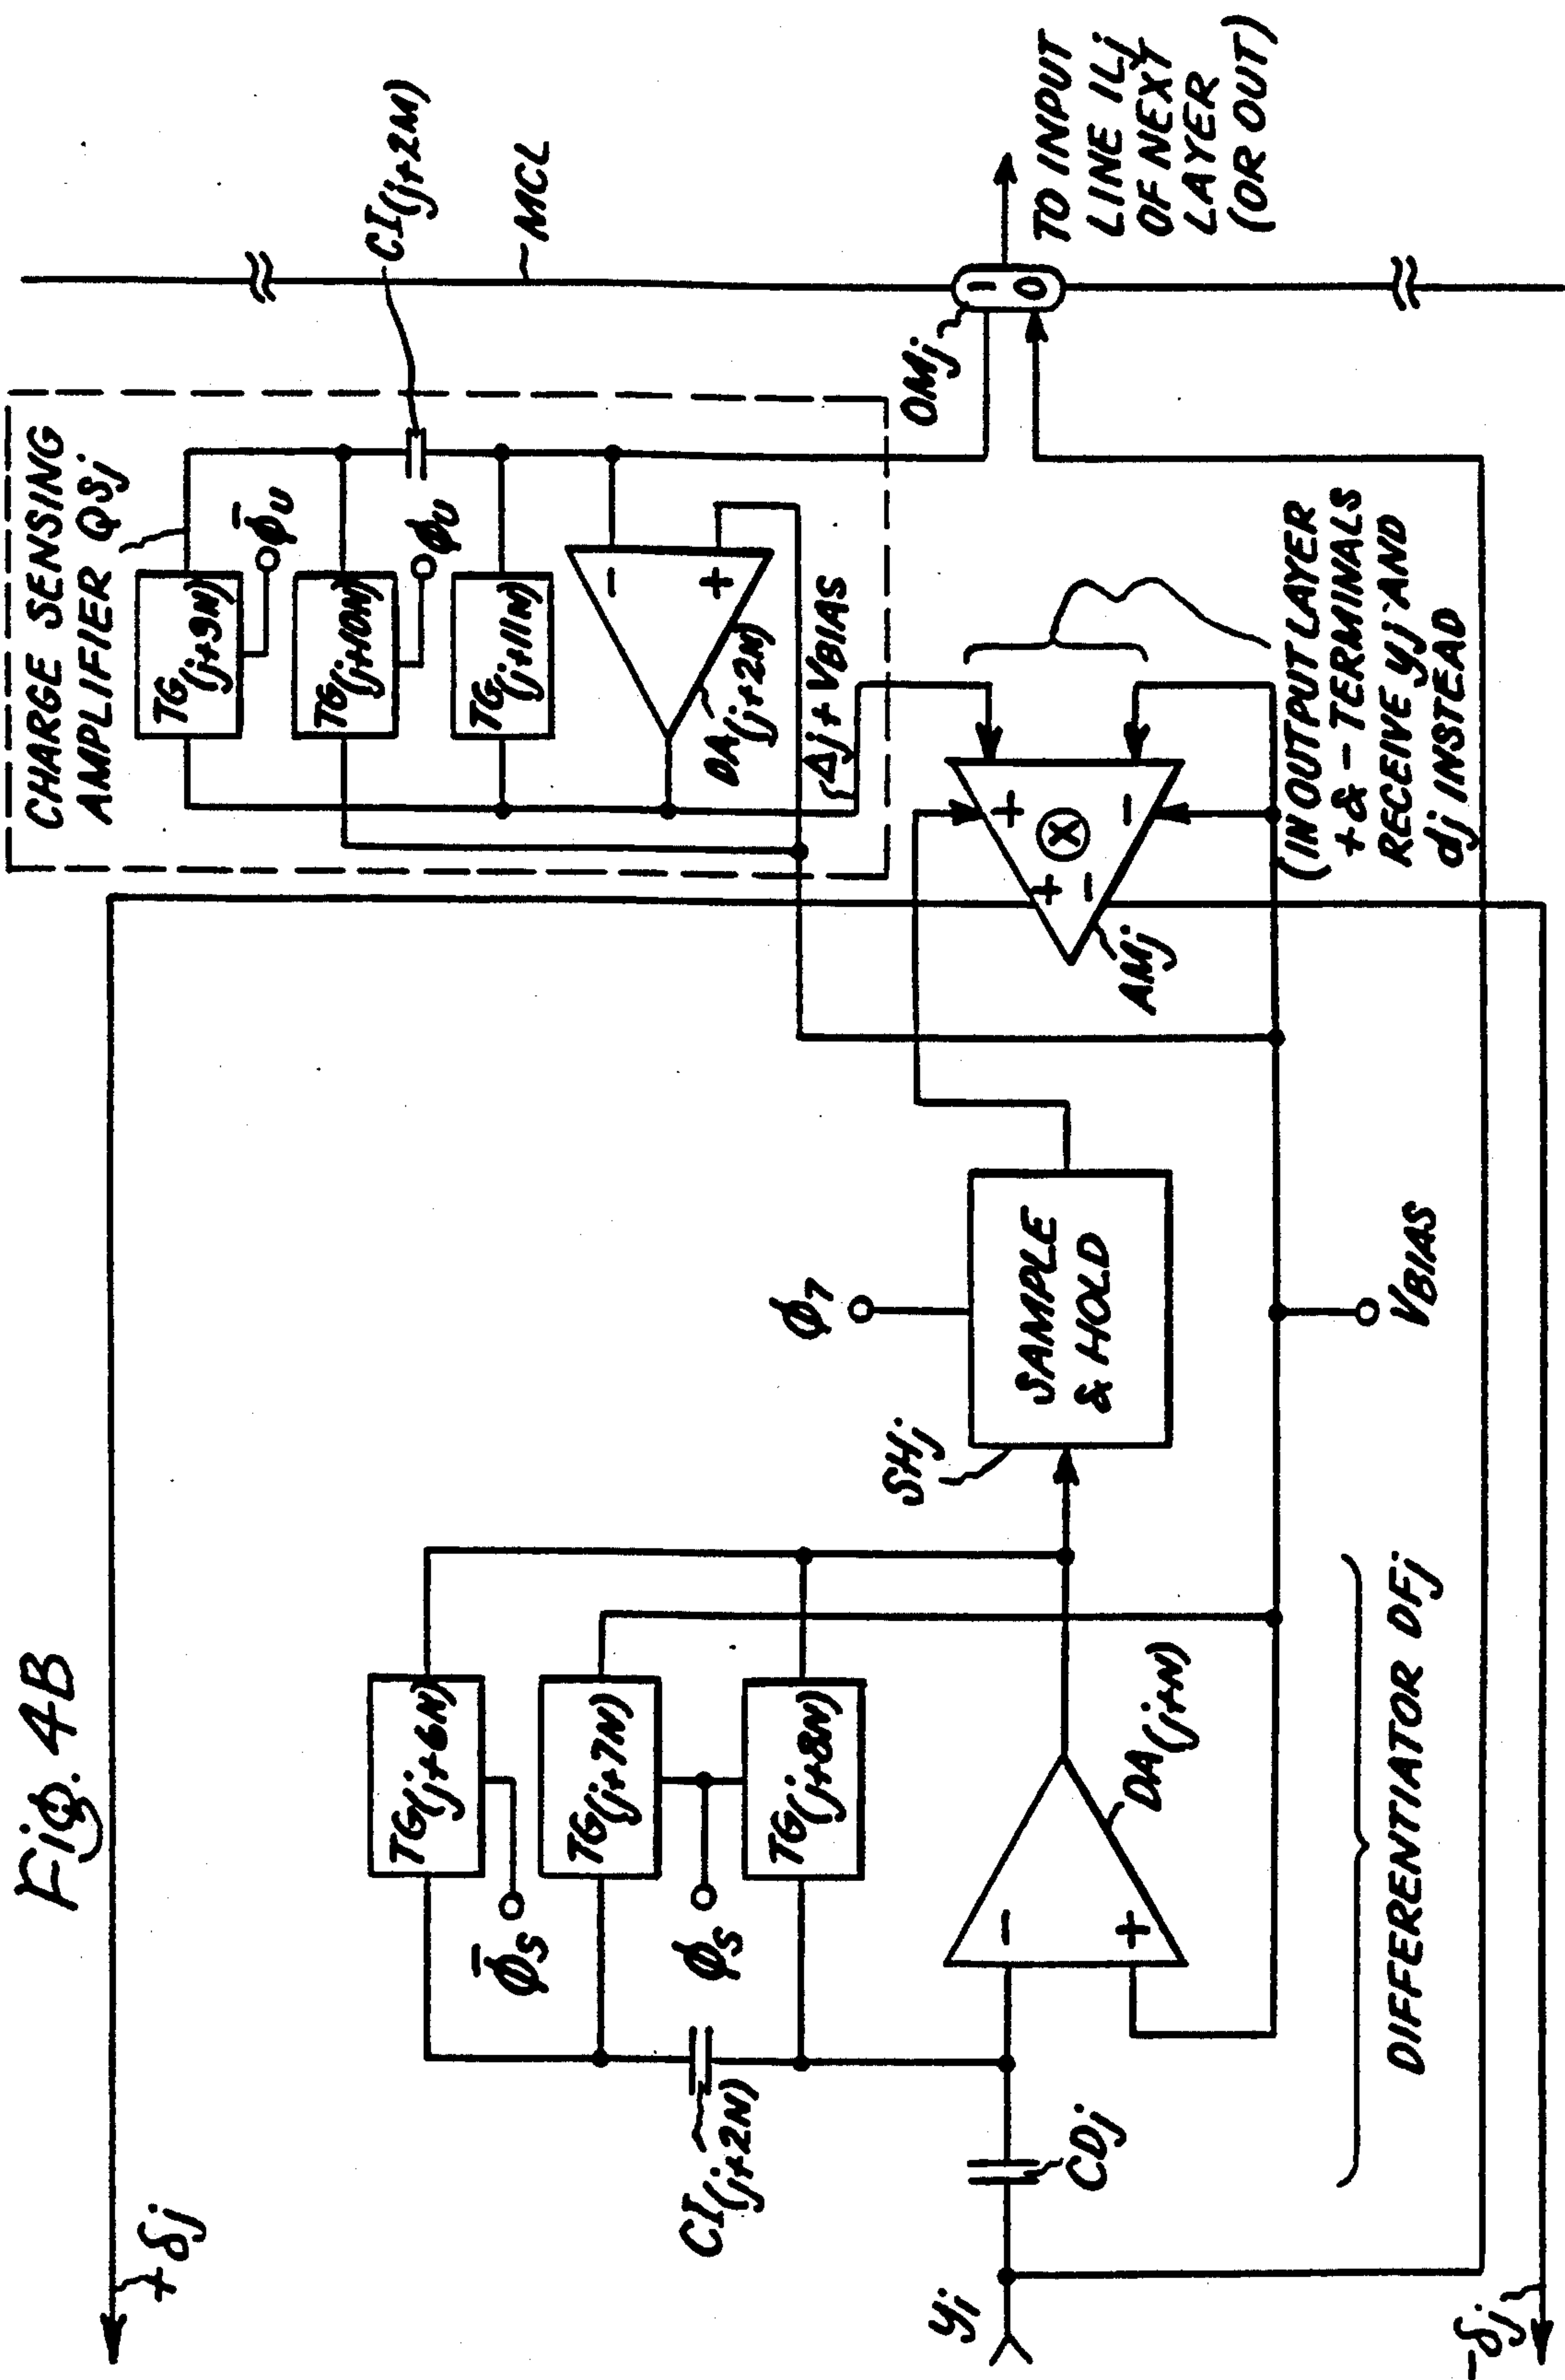 Fig. 4B
CHARGE SENSING
AMPLIFIER QSj
TG(j+9N)
ϕ̄U
TG(j+10N)
ϕU
TG(j+11N)
CI(j+2M)
MCL
-
+
DA(j+2N)
Δj + VBIAS
OMj
1
0
TO INPUT
LINE ILj
OF NEXT
LAYER
(OR OUT)
+δj
TG(j+6N)
ϕ̄S
TG(j+7N)
ϕS
TG(j+8N)
CI(j+2N)
-
+
DA(j+N)
yj
CDj
DIFFERENTIATOR DFj
SHj
ϕ7
SAMPLE
& HOLD
VBIAS
+
-
+
-
X
AMj
(IN OUTPUT LAYER
+ & - TERMINALS
RECEIVE yj AND
dj INSTEAD
-δj